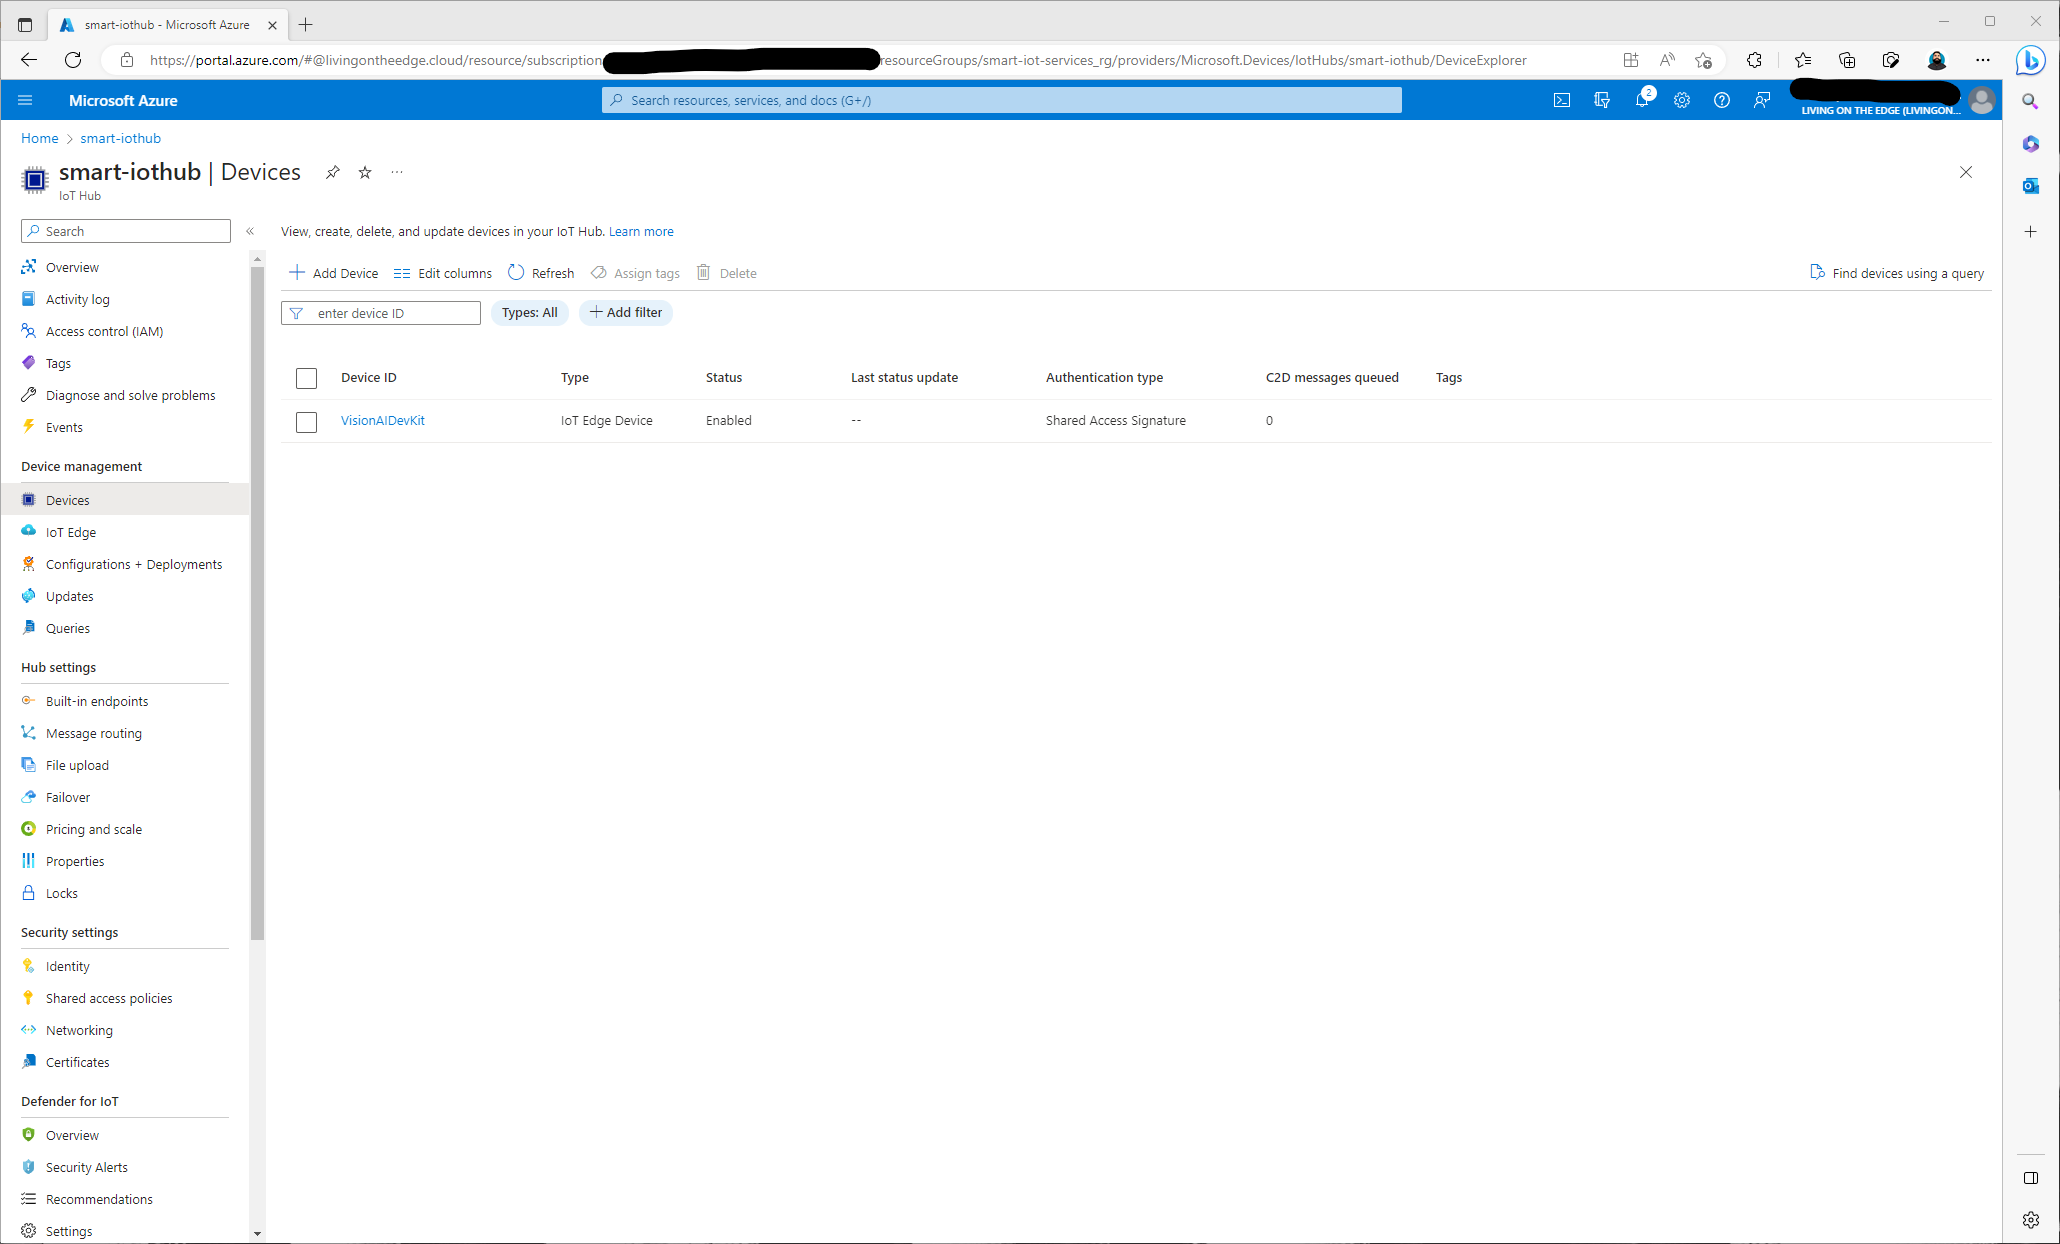 smart-iothub - Microsoft Azure
https://portal.azure.com/#@livingontheedge.cloud/resource/subscription
resourceGroups/smart-iot-services_rg/providers/Microsoft.Devices/IotHubs/smart-iothub/DeviceExplorer
Microsoft Azure
Search resources, services, and docs (G+/)
2
LIVING ON THE EDGE (LIVINGON...
Home > smart-iothub
smart-iothub | Devices
IoT Hub
Search
View, create, delete, and update devices in your IoT Hub. Learn more
Add Device
Edit columns
Refresh
Assign tags
Delete
Find devices using a query
enter device ID
Types: All
Add filter
Device ID Type Status Last status update Authentication type C2D messages queued Tags
VisionAIDevKit IoT Edge Device Enabled -- Shared Access Signature 0
Overview
Activity log
Access control (IAM)
Tags
Diagnose and solve problems
Events
Device management
Devices
IoT Edge
Configurations + Deployments
Updates
Queries
Hub settings
Built-in endpoints
Message routing
File upload
Failover
Pricing and scale
Properties
Locks
Security settings
Identity
Shared access policies
Networking
Certificates
Defender for IoT
Overview
Security Alerts
Recommendations
Settings